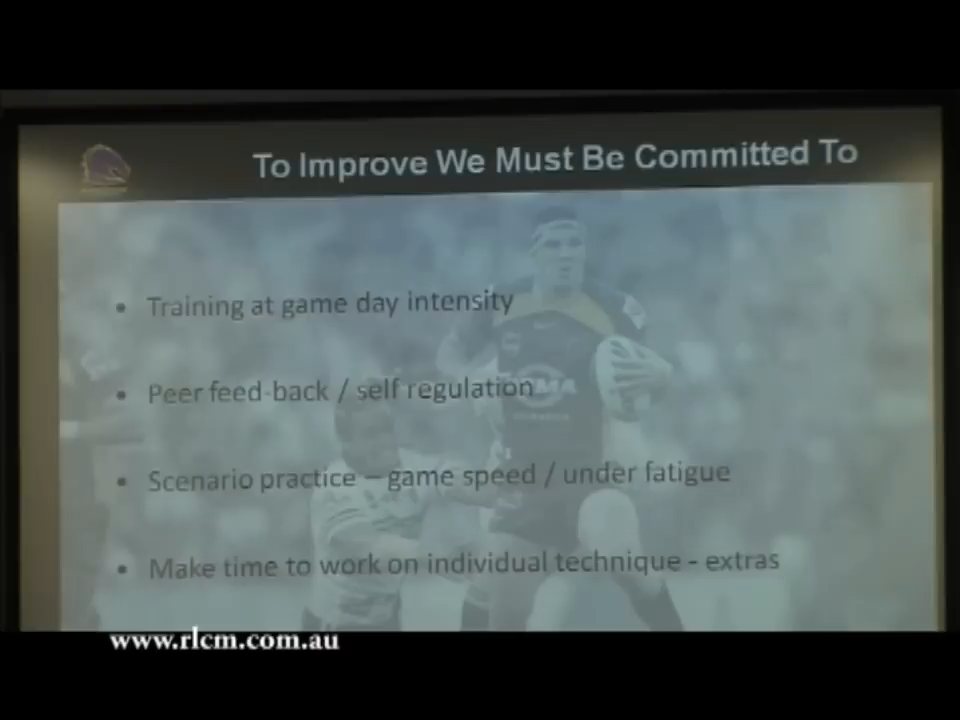 To Improve We Must Be Committed To
• Training at game day intensity
• Peer feed-back / self regulation
• Scenario practice – game speed / under fatigue
• Make time to work on individual technique - extras
www.rlcm.com.au